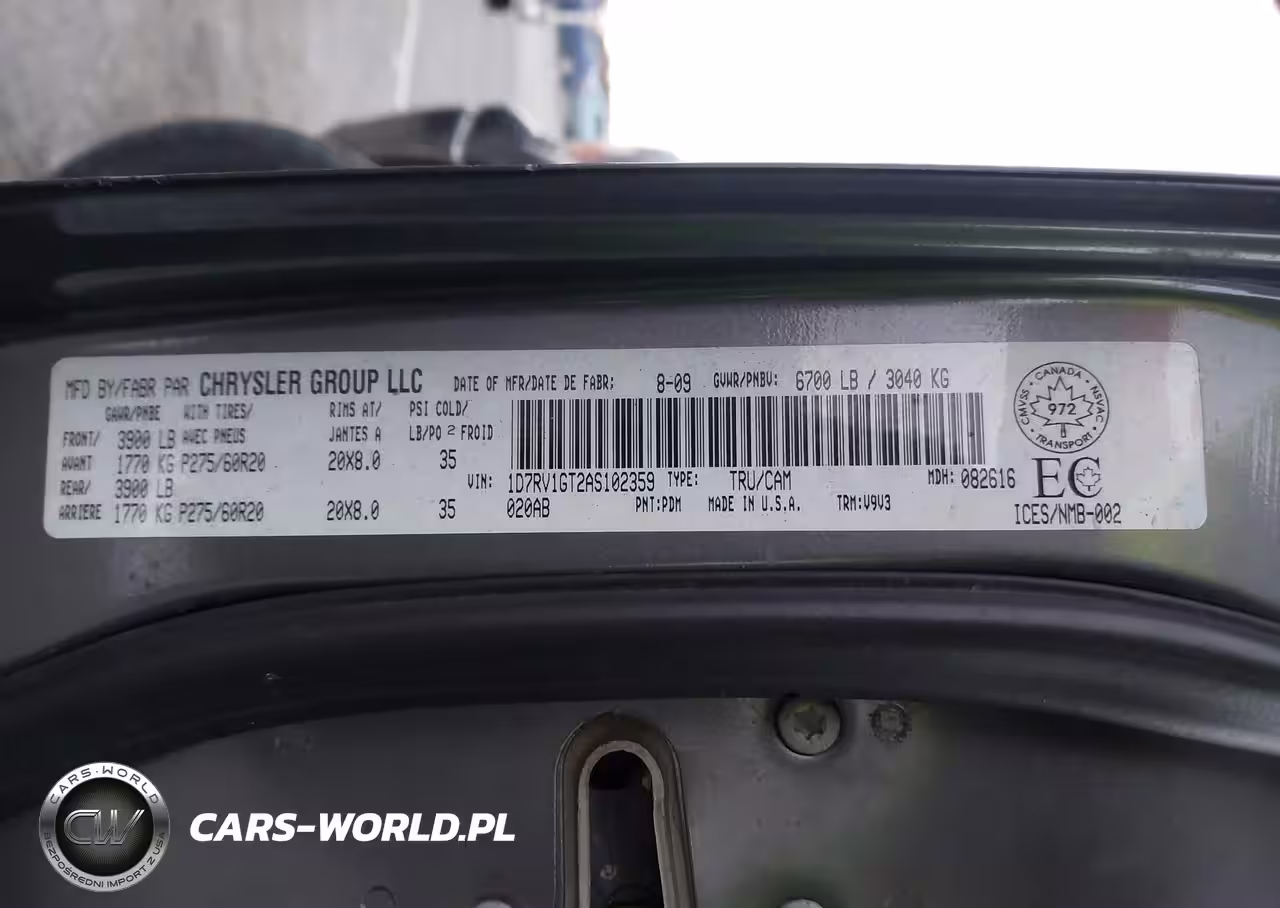 MFD BY/FABR PAR CHRYSLER GROUP LLC DATE OF MFR/DATE DE FABR: 8-09 GVWR/PNBV: 6700 LB / 3040 KG
GAWR/PNBE WITH TIRES/ RIMS AT/ PSI COLD/
FRONT/ 3900 LB AVEC PNEUS JANTES A LB/PO 2 FROID
AVANT 1770 KG P275/60R20 20X8.0 35
REAR/ 3900 LB VIN: 1D7RV1GT2AS102359 TYPE: TRU/CAM MDH: 082616
ARRIERE 1770 KG P275/60R20 20X8.0 35 020AB PNT:PDM MADE IN U.S.A. TRM:V9V3
CANADA
CMVSS 972 NSVAC
TRANSPORT
EC
ICES/NMB-002
CARS-WORLD
CW
BEZPOŚREDNI IMPORT Z USA
CARS-WORLD.PL